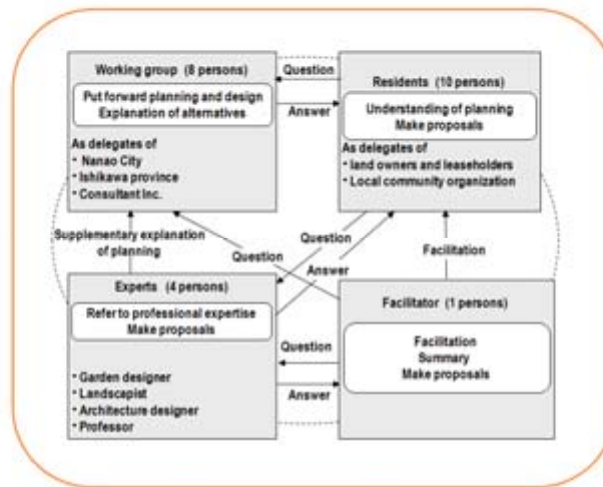 Working group (8 persons)
Put forward planning and design
Explanation of alternatives
As delegates of
・Nanao City
・Ishikawa province
・Consultant Inc.
Question
Answer
Residents (10 persons)
Understanding of planning
Make proposals
As delegates of
・land owners and leaseholders
・Local community organization
Supplementary explanation
of planning
Question
Question
Answer
Facilitation
Experts (4 persons)
Refer to professional expertise
Make proposals
・Garden designer
・Landscapist
・Architecture designer
・Professor
Question
Answer
Facilitator (1 persons)
Facilitation
Summary
Make proposals